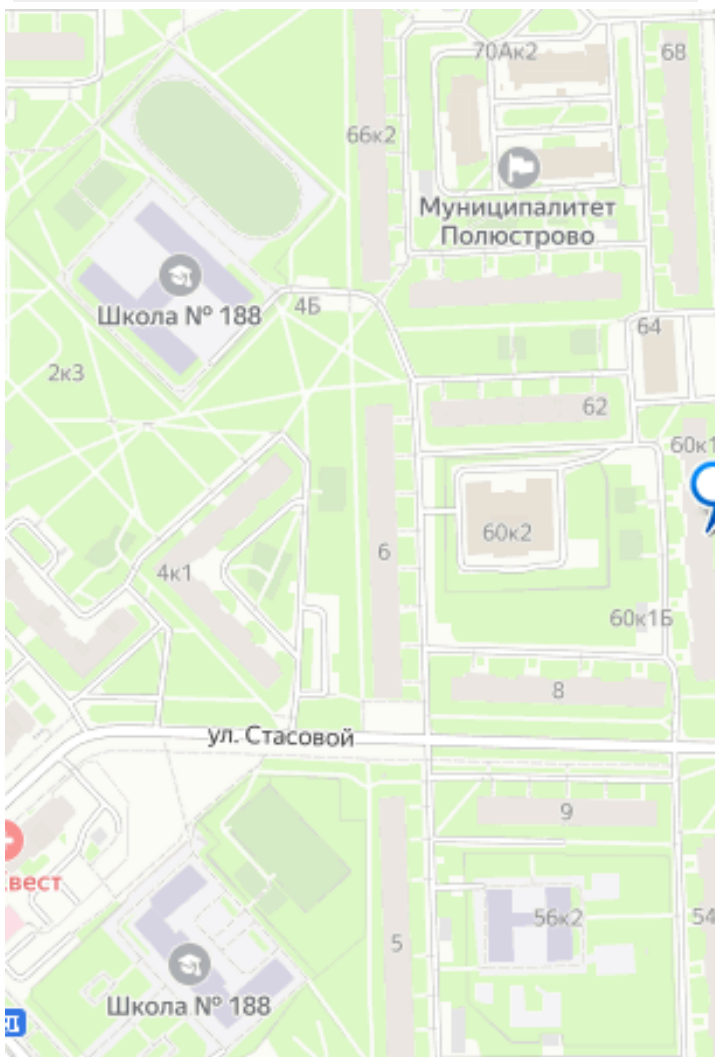 70Ак2
68
66к2
Муниципалитет
Полюстрово
Школа № 188
4Б
64
2к3
62
60к1
60к2
6
4к1
60к1Б
8
ул. Стасовой
9
вест
56к2
54
5
Школа № 188